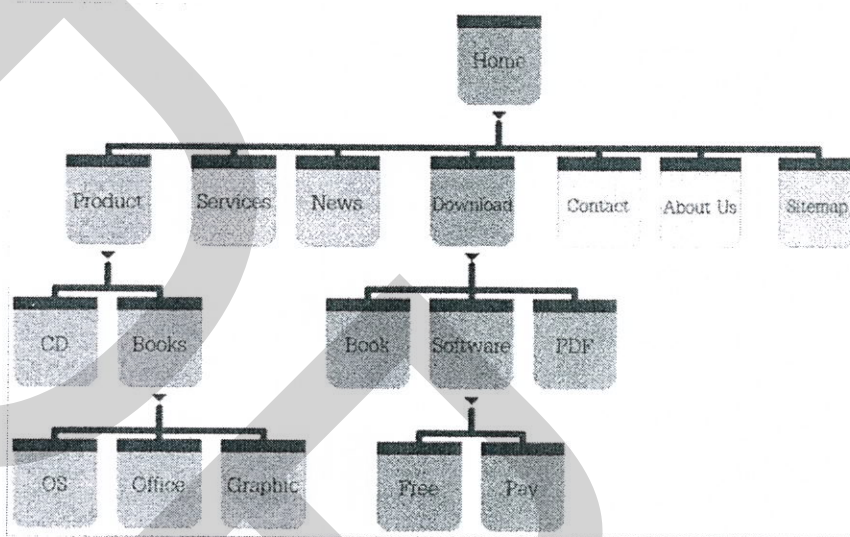 Home
Product Services News Download Contact About Us Sitemap
CD Books Book Software PDF
OS Office Graphic Free Pay